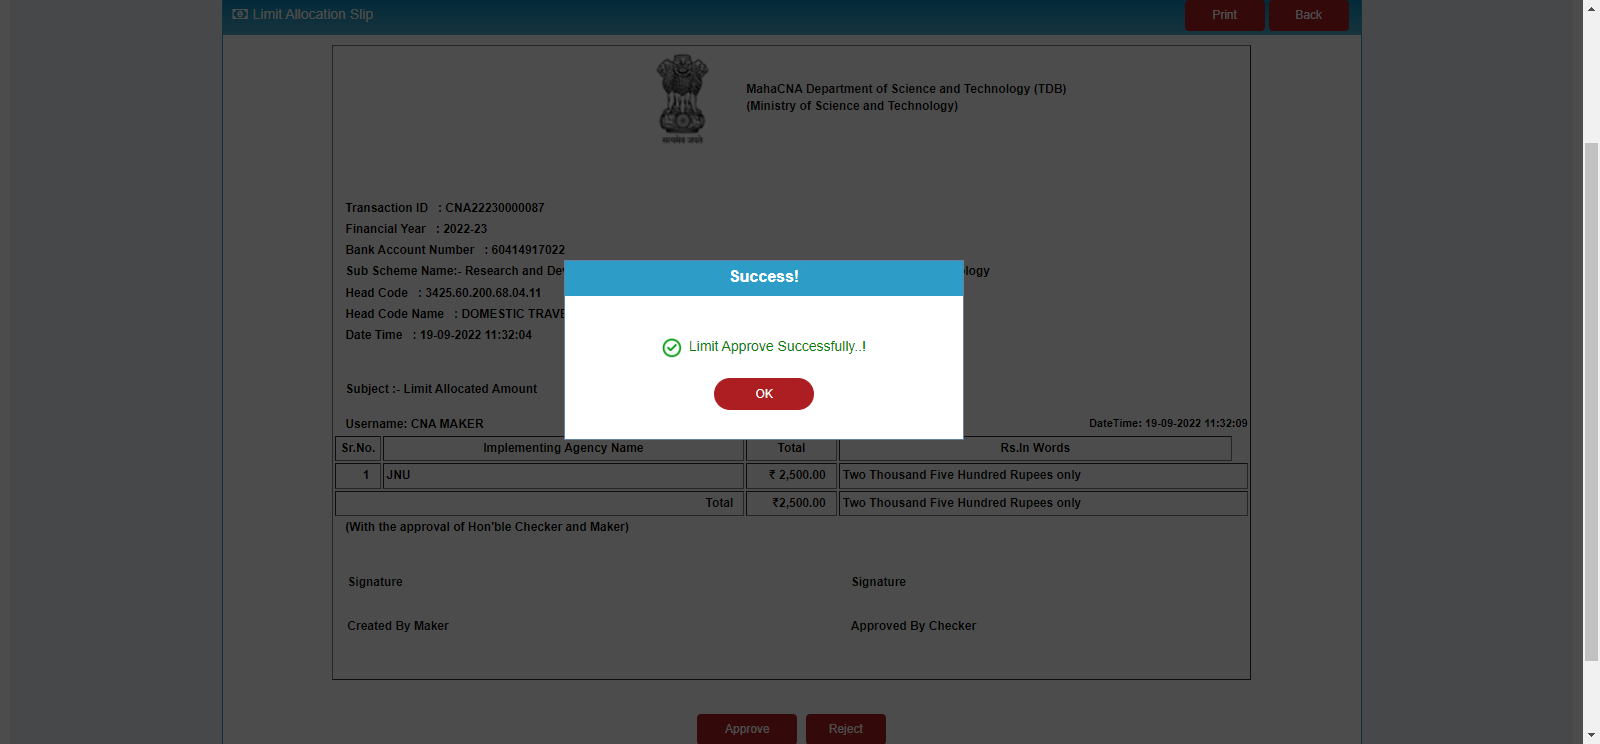 Limit Allocation Slip
Print
Back
MahaCNA Department of Science and Technology (TDB)
(Ministry of Science and Technology)
सत्यमेव जयते
Transaction ID : CNA22230000087
Financial Year : 2022-23
Bank Account Number : 60414917022
Sub Scheme Name:- Research and
Head Code : 3425.60.200.68.04.11
Head Code Name : DOMESTIC
Date Time : 19-09-2022 11:32:04
Success!
Limit Approve Successfully..!
OK
Subject :- Limit Allocated Amount
Username: CNA MAKER
DateTime: 19-09-2022 11:32:09
Sr.No. Implementing Agency Name Total Rs.In Words
1 JNU ₹ 2,500.00 Two Thousand Five Hundred Rupees only
Total ₹2,500.00 Two Thousand Five Hundred Rupees only
(With the approval of Hon'ble Checker and Maker)
Signature Signature
Created By Maker Approved By Checker
Approve
Reject